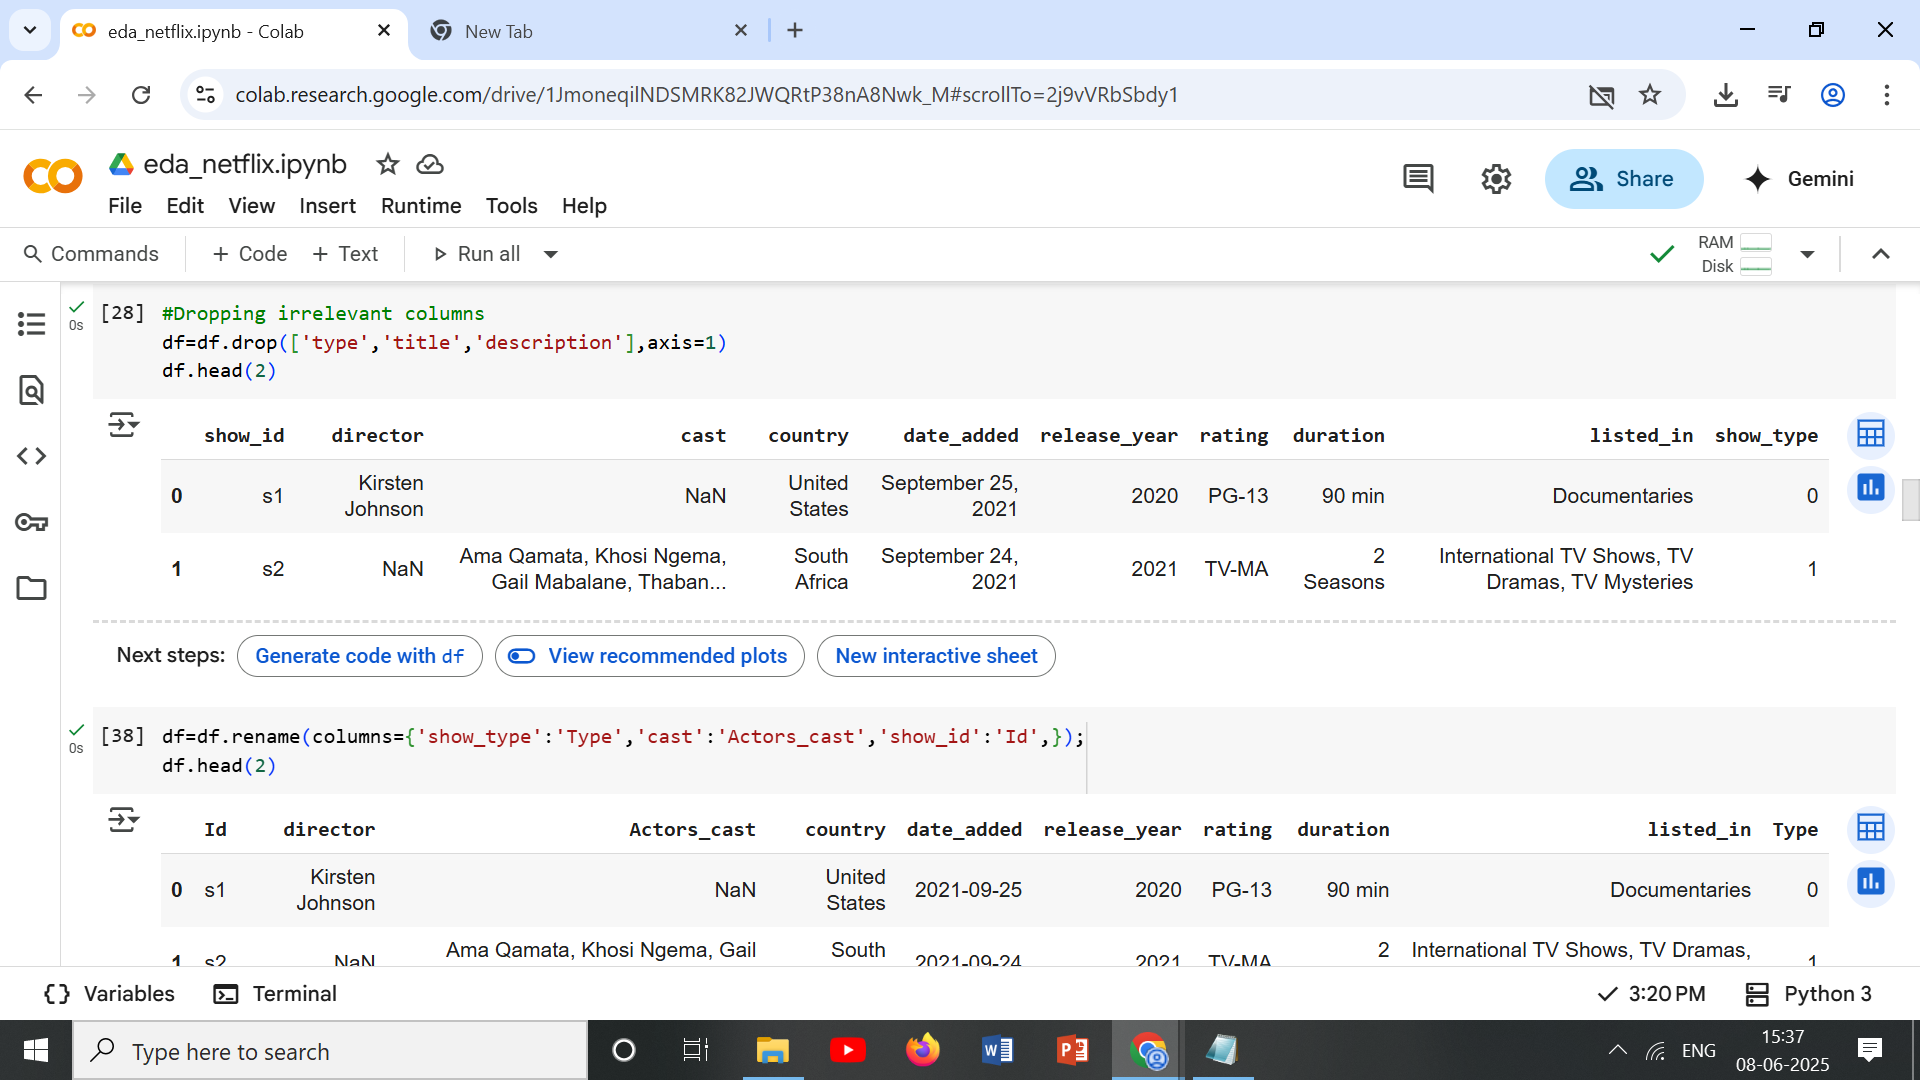 eda_netflix.ipynb - Colab
New Tab
colab.research.google.com/drive/1JmoneqilNDSMRK82JWQRtP38nA8Nwk_M#scrollTo=2j9vVRbSbdy1
eda_netflix.ipynb
File Edit View Insert Runtime Tools Help
Share
Gemini
Commands + Code + Text Run all
RAM
Disk
0s
[28] #Dropping irrelevant columns
df=df.drop(['type','title','description'],axis=1)
df.head(2)
show_id director cast country date_added release_year rating duration listed_in show_type
0 s1 Kirsten Johnson NaN United States September 25, 2021 2020 PG-13 90 min Documentaries 0
1 s2 NaN Ama Qamata, Khosi Ngema, Gail Mabalane, Thaban... South Africa September 24, 2021 2021 TV-MA 2 Seasons International TV Shows, TV Dramas, TV Mysteries 1
Next steps: Generate code with df View recommended plots New interactive sheet
0s
[38] df=df.rename(columns={'show_type':'Type','cast':'Actors_cast','show_id':'Id',});
df.head(2)
Id director Actors_cast country date_added release_year rating duration listed_in Type
0 s1 Kirsten Johnson NaN United States 2021-09-25 2020 PG-13 90 min Documentaries 0
1 s2 NaN Ama Qamata, Khosi Ngema, Gail South 2021-09-24 2021 TV-MA 2 International TV Shows, TV Dramas, 1
Variables Terminal
3:20 PM Python 3
Type here to search
ENG
15:37
08-06-2025